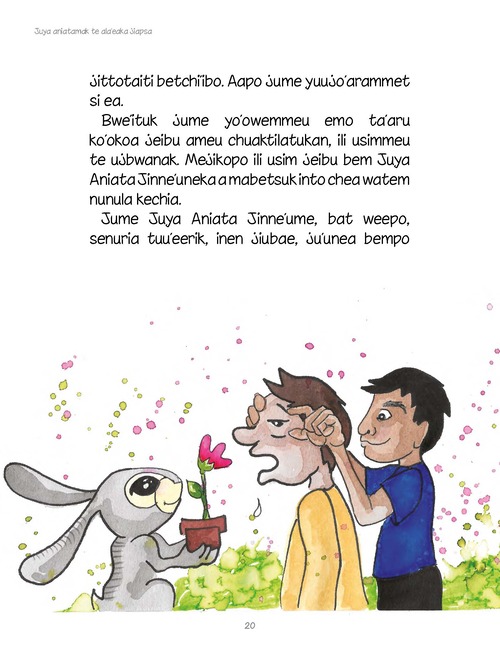 Juya aniatamak te ala'eaka jiapsa
jittotaiti betchi'ibo. Aapo jume yuujo'arammet
si ea.
Bwe'ituk jume yo'owemmeu emo ta'aru
ko'okoa jeibu ameu chuaktilatukan, ili usimmeu
te ujbwanak. Mejikopo ili usim jeibu bem Juya
Aniata Jinne'uneka a mabetsuk into chea watem
nunula kechia.
Jume Juya Aniata Jinne'ume, bat weepo,
senuria tuu'eerik, inen jiubae, ju'unea bempo
20